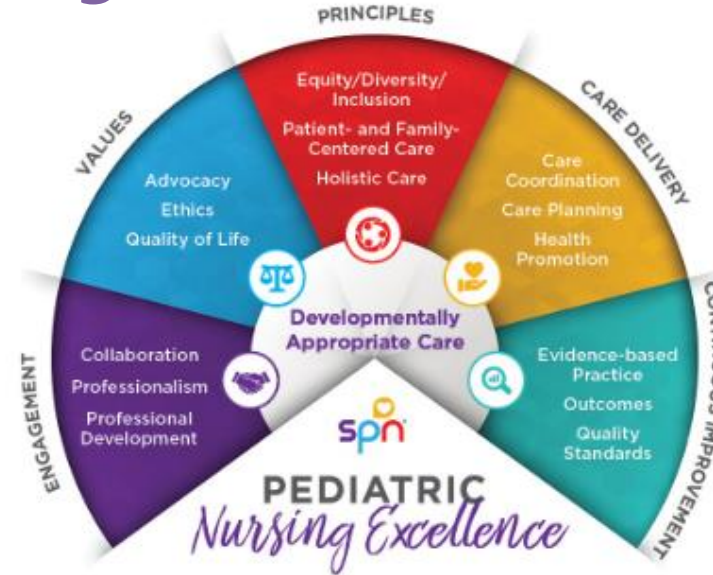 PRINCIPLES
VALUES
CARE DELIVERY
ENGAGEMENT
IMPROVEMENT
Equity/Diversity/
Inclusion
Patient- and Family-
Centered Care
Holistic Care
Advocacy
Ethics
Quality of Life
Care
Coordination
Care Planning
Health
Promotion
Collaboration
Professionalism
Professional
Development
Evidence-based
Practice
Outcomes
Quality
Standards
Developmentally
Appropriate Care
spn
PEDIATRIC
Nursing Excellence